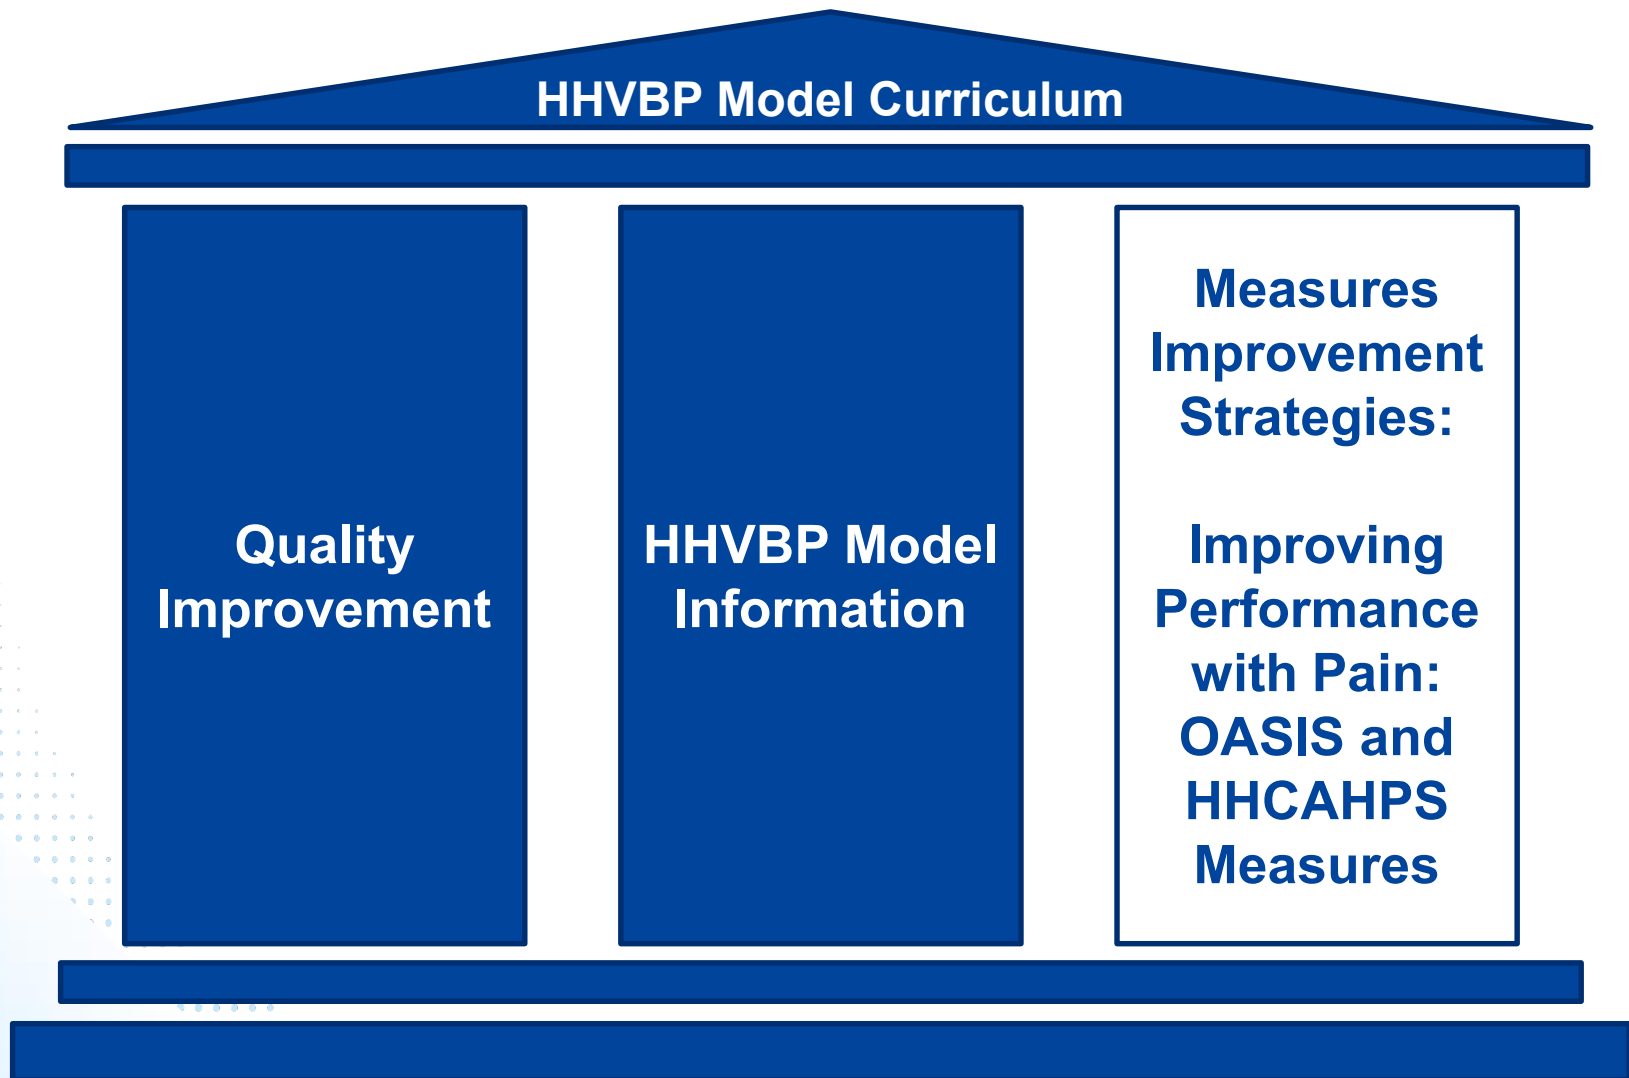 HHVBP Model Curriculum
Quality
Improvement
HHVBP Model
Information
Measures
Improvement
Strategies:
Improving
Performance
with Pain:
OASIS and
HHCAHPS
Measures